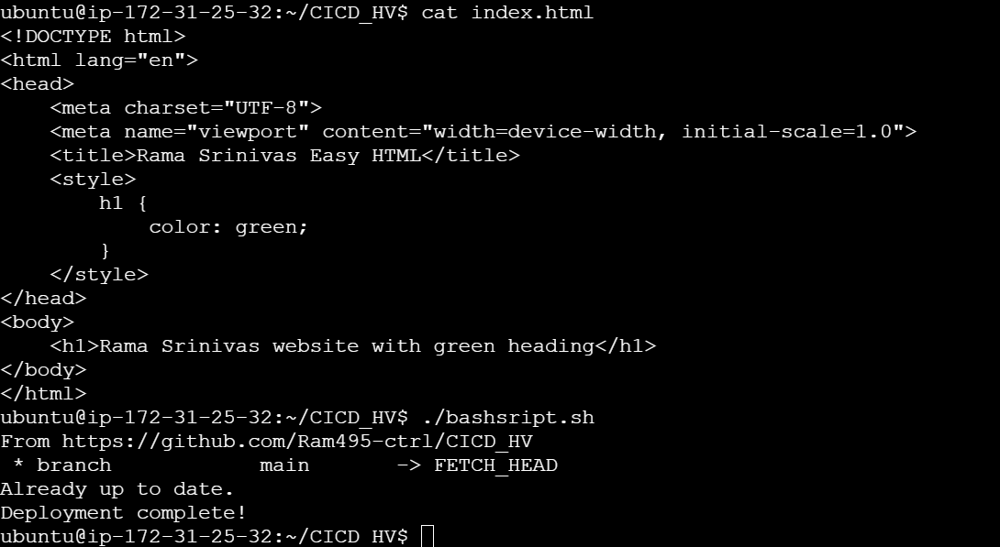 ubuntu@ip-172-31-25-32:~/CICD_HV$ cat index.html
<!DOCTYPE html>
<html lang="en">
<head>
    <meta charset="UTF-8">
    <meta name="viewport" content="width=device-width, initial-scale=1.0">
    <title>Rama Srinivas Easy HTML</title>
    <style>
        h1 {
            color: green;
        }
    </style>
</head>
<body>
    <h1>Rama Srinivas website with green heading</h1>
</body>
</html>
ubuntu@ip-172-31-25-32:~/CICD_HV$ ./bashsript.sh
From https://github.com/Ram495-ctrl/CICD_HV
 * branch            main       -> FETCH_HEAD
Already up to date.
Deployment complete!
ubuntu@ip-172-31-25-32:~/CICD_HV$